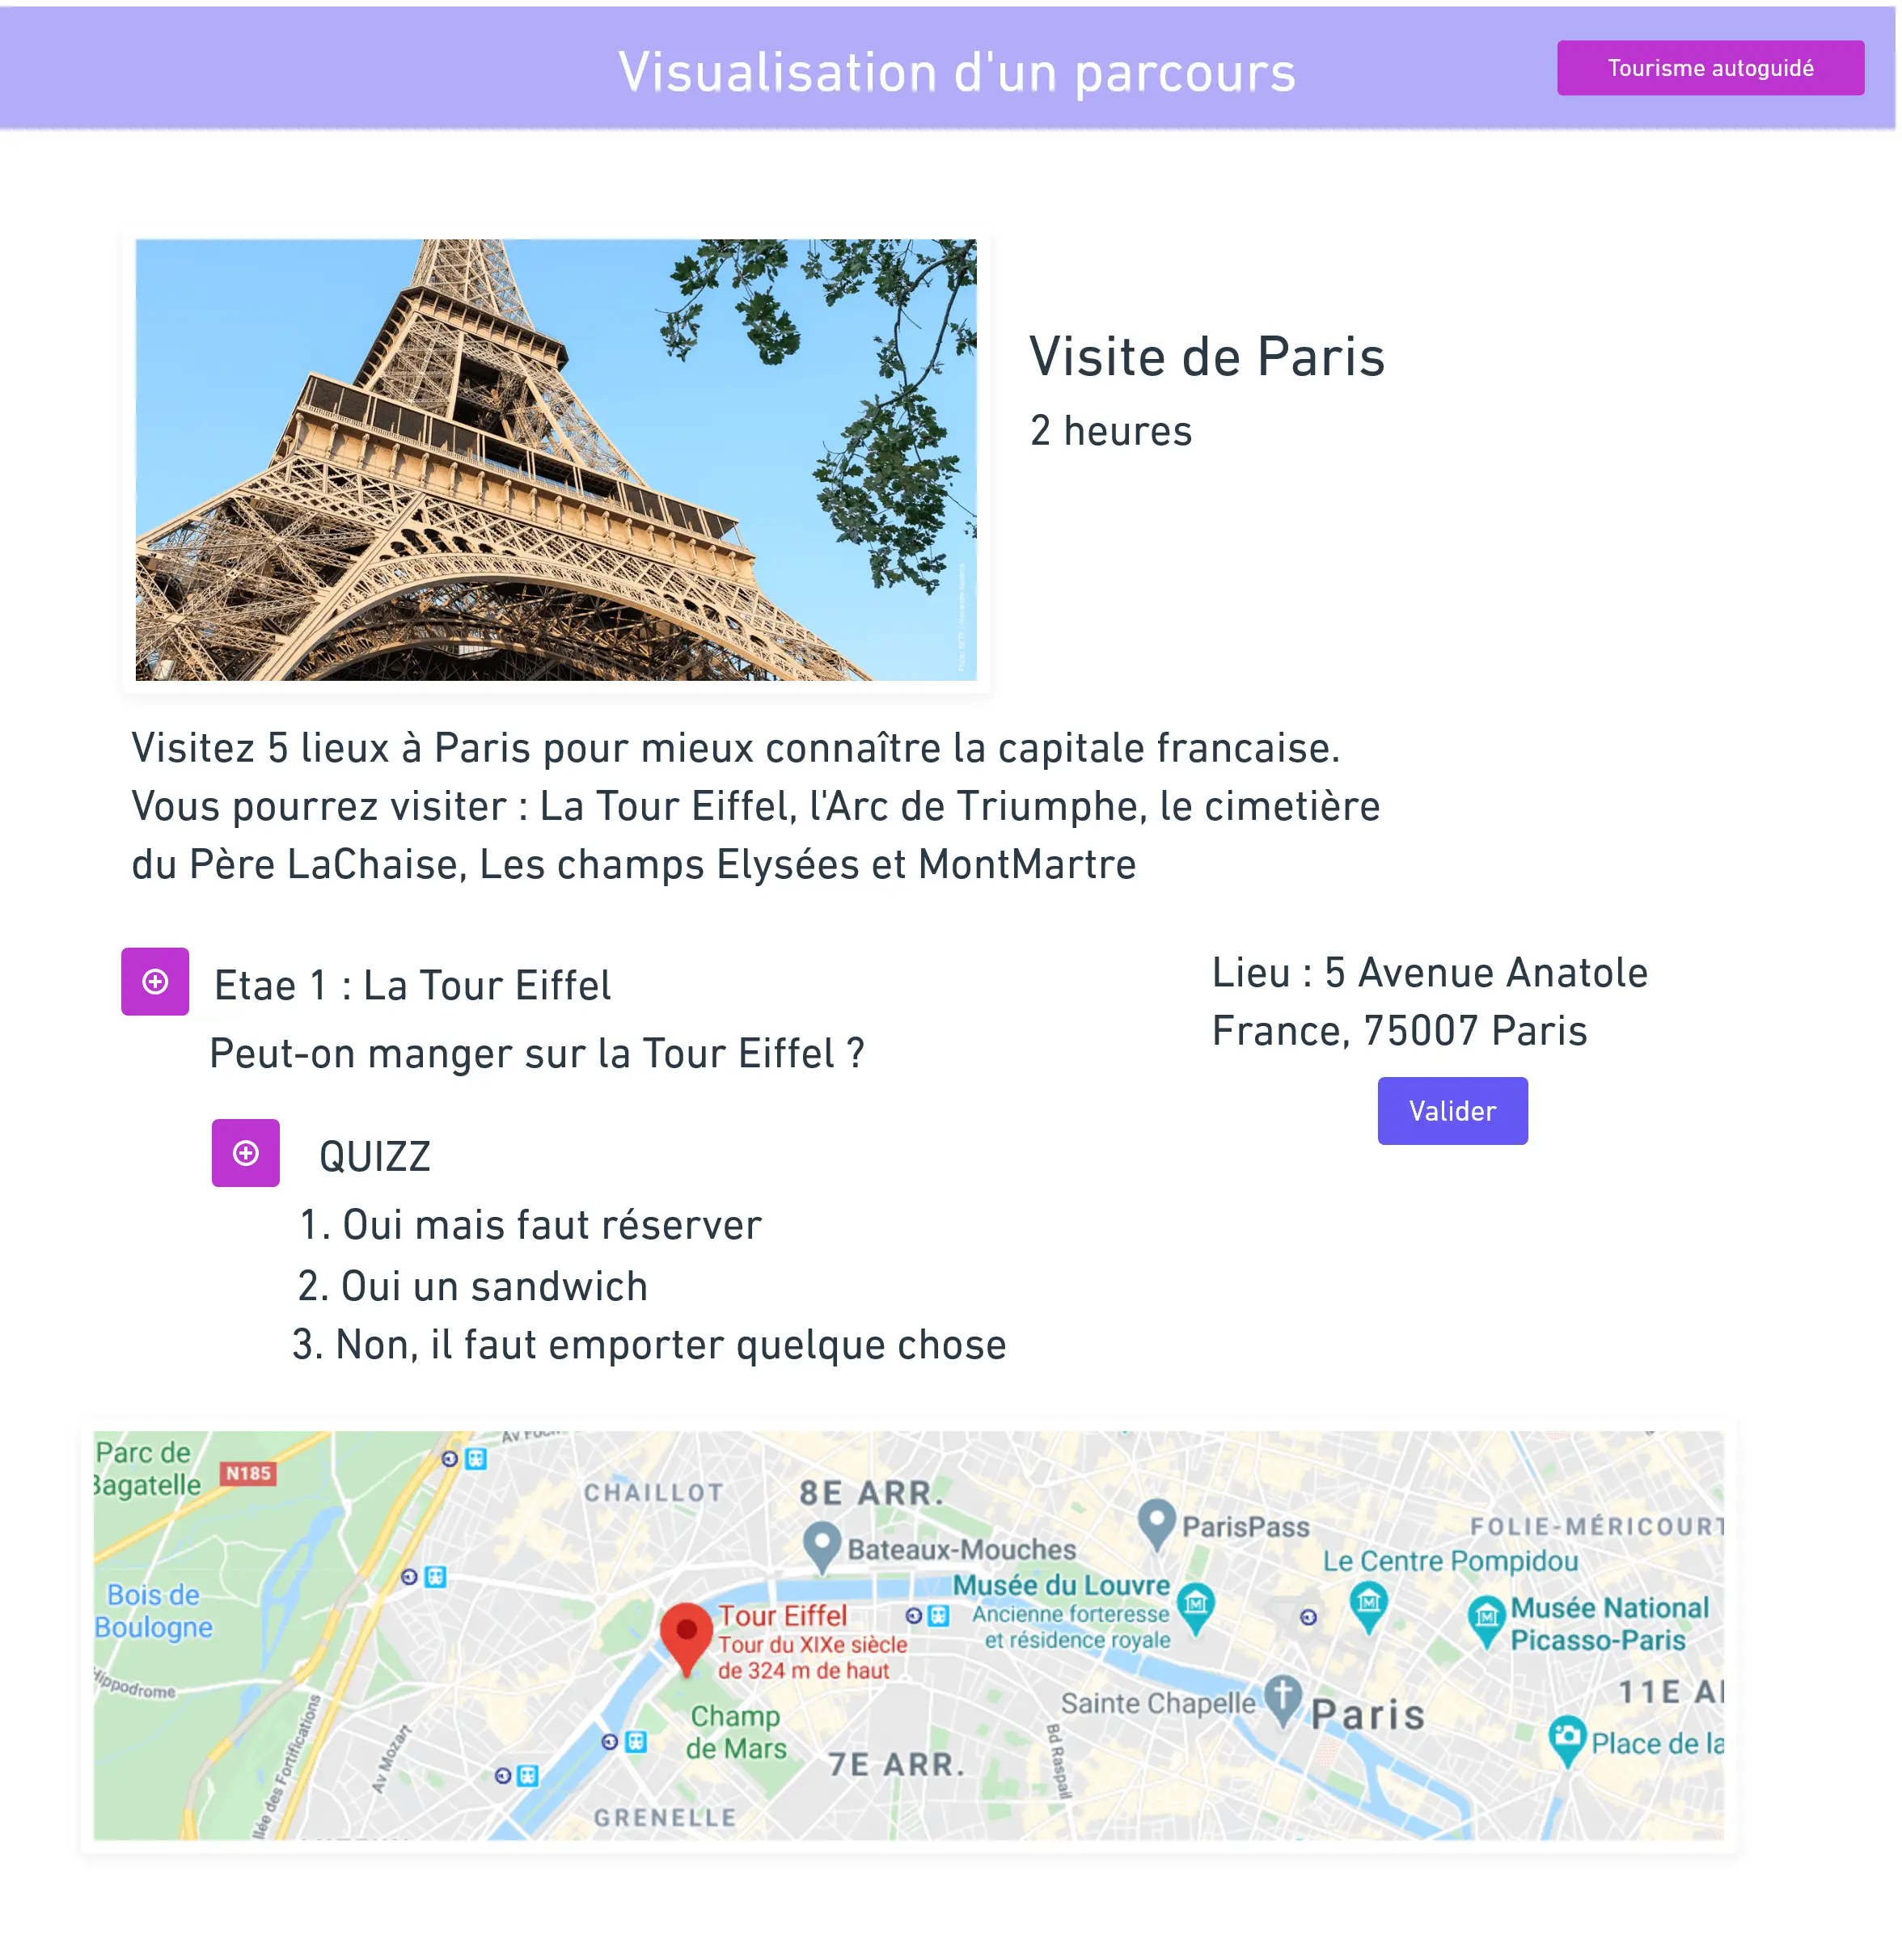 Visualisation d'un parcours
Tourisme autoguidé
Visite de Paris
2 heures
Visitez 5 lieux à Paris pour mieux connaître la capitale francaise.
Vous pourrez visiter : La Tour Eiffel, l'Arc de Triumphe, le cimetière
du Père LaChaise, Les champs Elysées et MontMartre
Etae 1 : La Tour Eiffel
Peut-on manger sur la Tour Eiffel ?
Lieu : 5 Avenue Anatole
France, 75007 Paris
Valider
QUIZZ
1. Oui mais faut réserver
2. Oui un sandwich
3. Non, il faut emporter quelque chose
Parc de
Bagatelle
N185
CHAILLOT
8E ARR.
Bateaux-Mouches
ParisPass
FOLIE-MÉRICOURT
Le Centre Pompidou
Bois de
Boulogne
Tour Eiffel
Tour du XIXe siècle
de 324 m de haut
Musée du Louvre
Ancienne forteresse
et résidence royale
Musée National
Picasso-Paris
Hippodrome
Champ
de Mars
7E ARR.
Sainte Chapelle
Paris
11E A
Place de la
Av Mozart
Bd Raspail
llée des Fortifications
GRENELLE